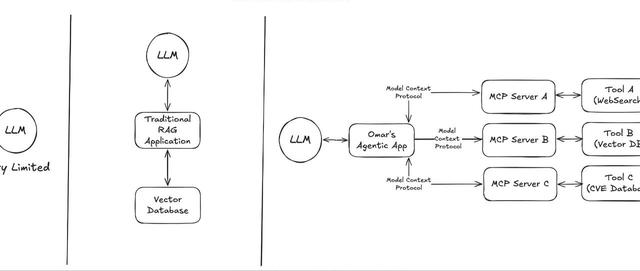 LLM
Limited
LLM
Traditional
RAG
Application
Vector
Database
LLM
Omar's
Agentic App
Model Context
Protocol
Model
Context
Protocol
Model Context
Protocol
MCP Server A
MCP Server B
MCP Server C
Tool A
(WebSearch
Tool B
(Vector DB
Tool C
(CVE Databa